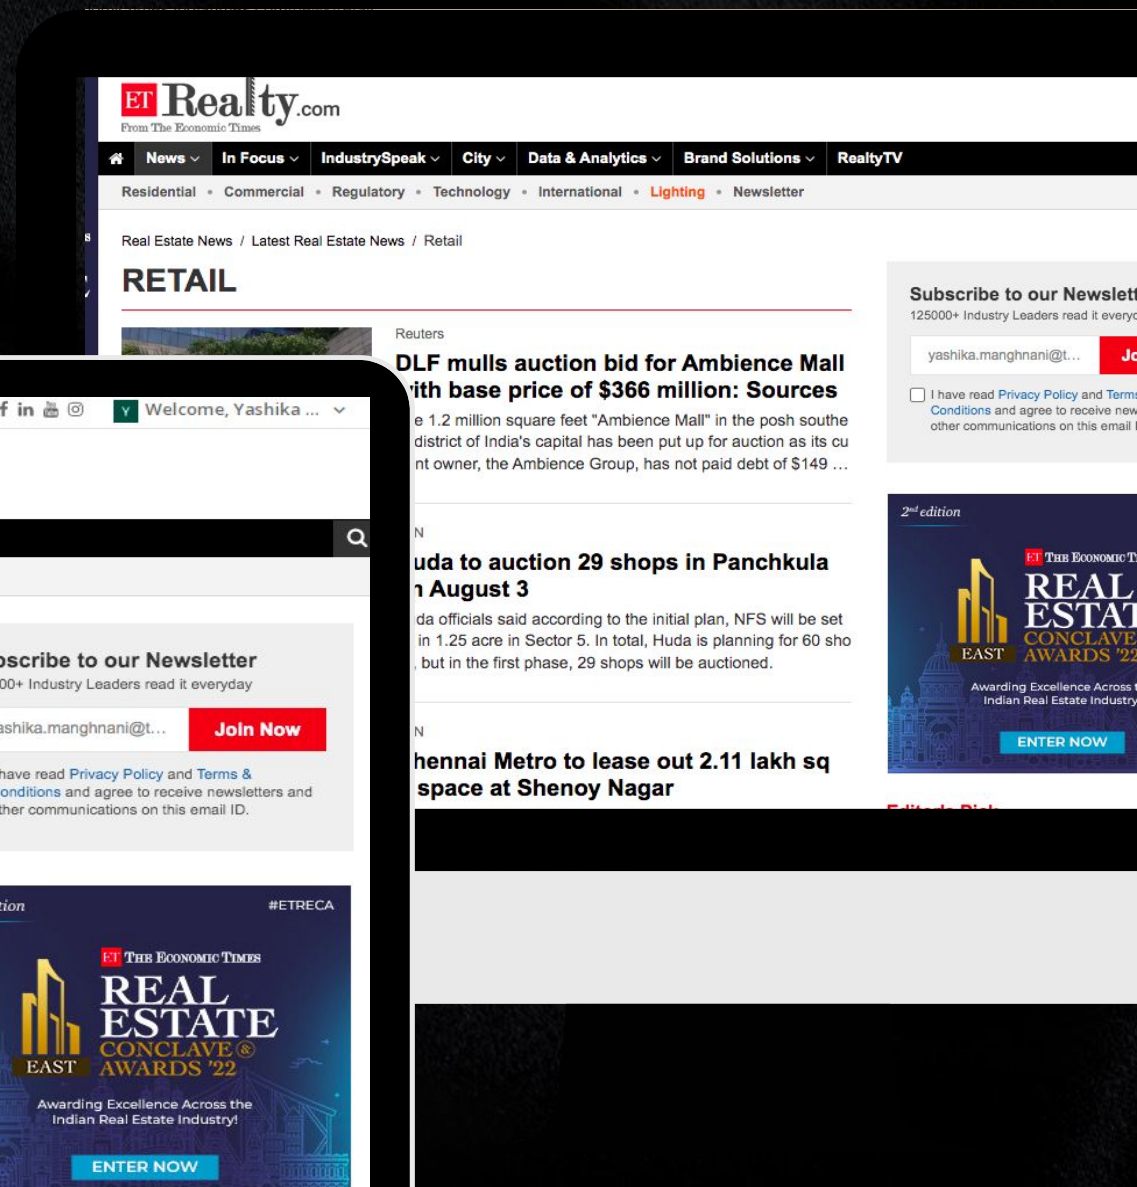 ET Realty.com
From The Economic Times
News In Focus IndustrySpeak City Data & Analytics Brand Solutions RealtyTV
Residential • Commercial • Regulatory • Technology • International • Lighting • Newsletter
Real Estate News / Latest Real Estate News / Retail
RETAIL
Reuters
DLF mulls auction bid for Ambience Mall
ith base price of $366 million: Sources
e 1.2 million square feet "Ambience Mall" in the posh southe
district of India's capital has been put up for auction as its cu
nt owner, the Ambience Group, has not paid debt of $149 ...
N
uda to auction 29 shops in Panchkula
n August 3
da officials said according to the initial plan, NFS will be set
in 1.25 acre in Sector 5. In total, Huda is planning for 60 sho
, but in the first phase, 29 shops will be auctioned.
N
hennai Metro to lease out 2.11 lakh sq
space at Shenoy Nagar
Subscribe to our Newslett
125000+ Industry Leaders read it everyd
yashika.manghnani@t... Jo
I have read Privacy Policy and Terms
Conditions and agree to receive new
other communications on this email
2nd edition
ET THE ECONOMIC T
REAL
ESTAT
CONCLAVE
EAST AWARDS '22
Awarding Excellence Across t
Indian Real Estate Industry
ENTER NOW
f in
Y Welcome, Yashika ...
bscribe to our Newsletter
00+ Industry Leaders read it everyday
ashika.manghnani@t... Join Now
have read Privacy Policy and Terms &
onditions and agree to receive newsletters and
ther communications on this email ID.
tion #ETRECA
ET THE ECONOMIC TIMES
REAL
ESTATE
CONCLAVE &
EAST AWARDS '22
Awarding Excellence Across the
Indian Real Estate Industry!
ENTER NOW